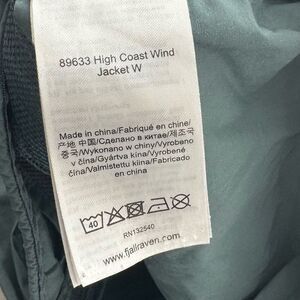 89633 High Coast Wind
Jacket W
Made in china/Fabriqué en chine/
产地 中国/Сделано в китае/제조국
중국/Wykonano w chiny/Vyrobené
v čína/Gyártva kína/Vyrobené v
čína/Valmistettu kiina/Fabricado
en china
40
RN132540
www.fjallraven.com